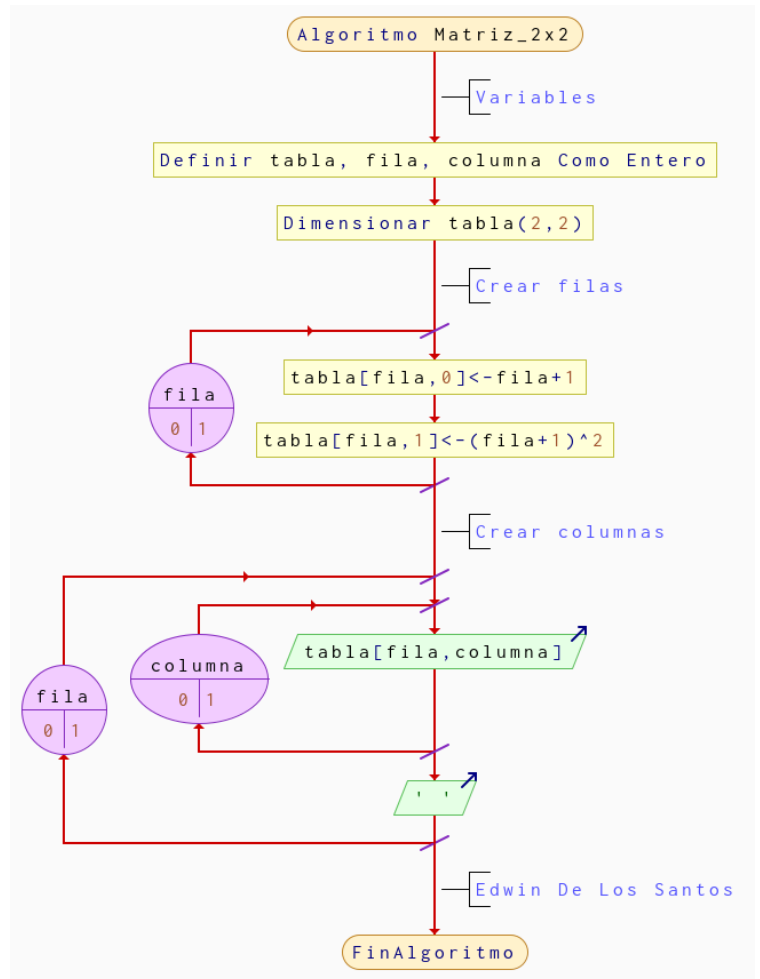 Algoritmo Matriz_2x2
Variables
Definir tabla, fila, columna Como Entero
Dimensionar tabla(2,2)
Crear filas
fila
0 1
tabla[fila,0]<-fila+1
tabla[fila,1]<-(fila+1)^2
Crear columnas
columna
0 1
tabla[fila,columna]
fila
0 1
' '
Edwin De Los Santos
FinAlgoritmo